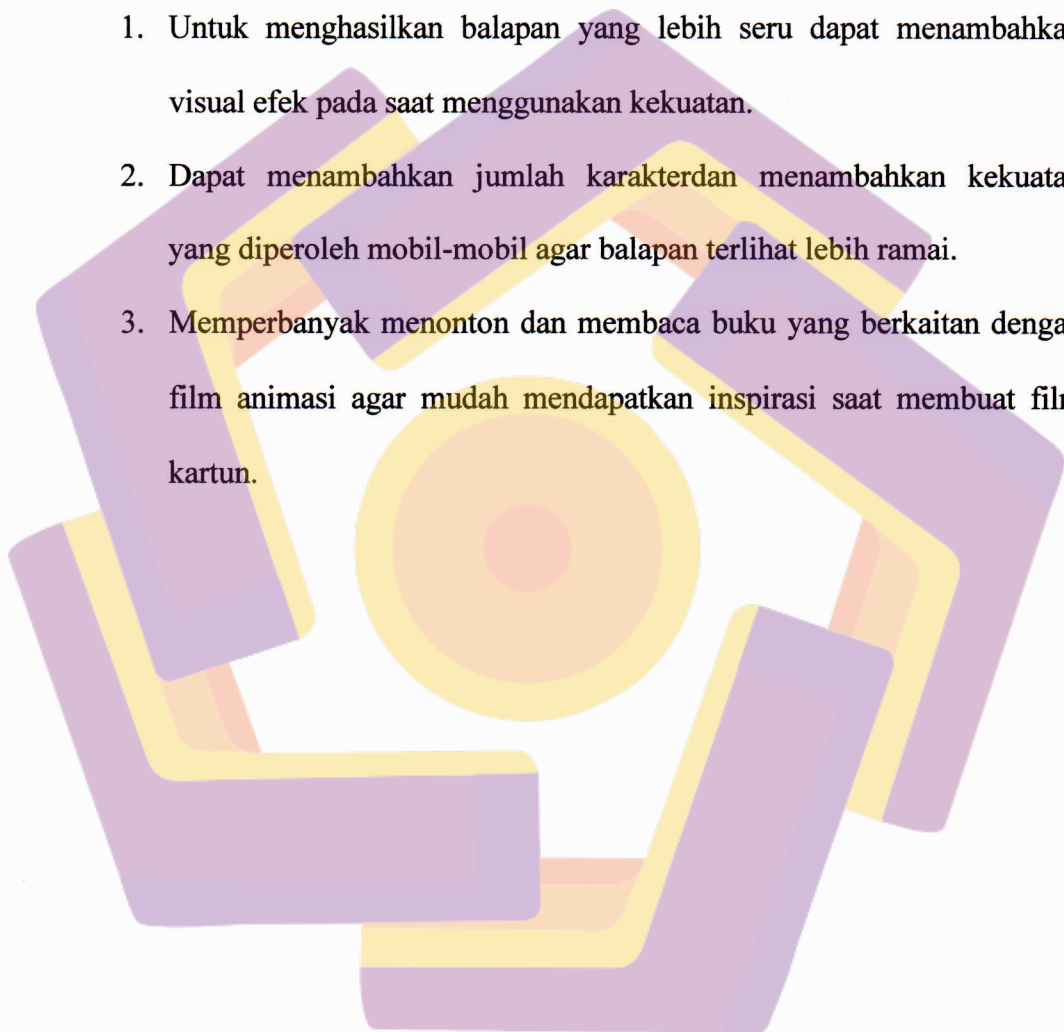 1. Untuk menghasilkan balapan yang lebih seru dapat menambahka
visual efek pada saat menggunakan kekuatan.
2. Dapat menambahkan jumlah karakterdan menambahkan kekuata
yang diperoleh mobil-mobil agar balapan terlihat lebih ramai.
3. Memperbanyak menonton dan membaca buku yang berkaitan denga
film animasi agar mudah mendapatkan inspirasi saat membuat fil
kartun.